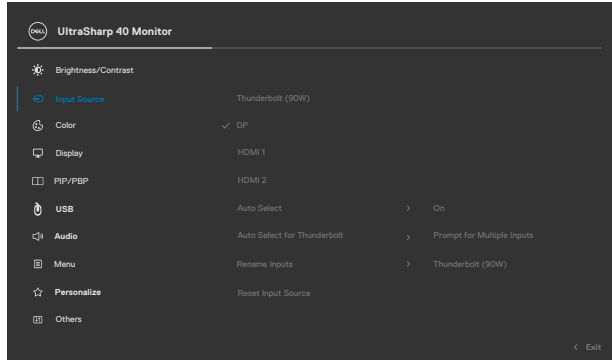 DELL UltraSharp 40 Monitor
Brightness/Contrast
Input Source Thunderbolt (90W)
Color DP
Display HDMI 1
PIP/PBP HDMI 2
USB Auto Select > On
Audio Auto Select for Thunderbolt > Prompt for Multiple Inputs
Menu Rename Inputs > Thunderbolt (90W)
Personalize Reset Input Source
Others
< Exit